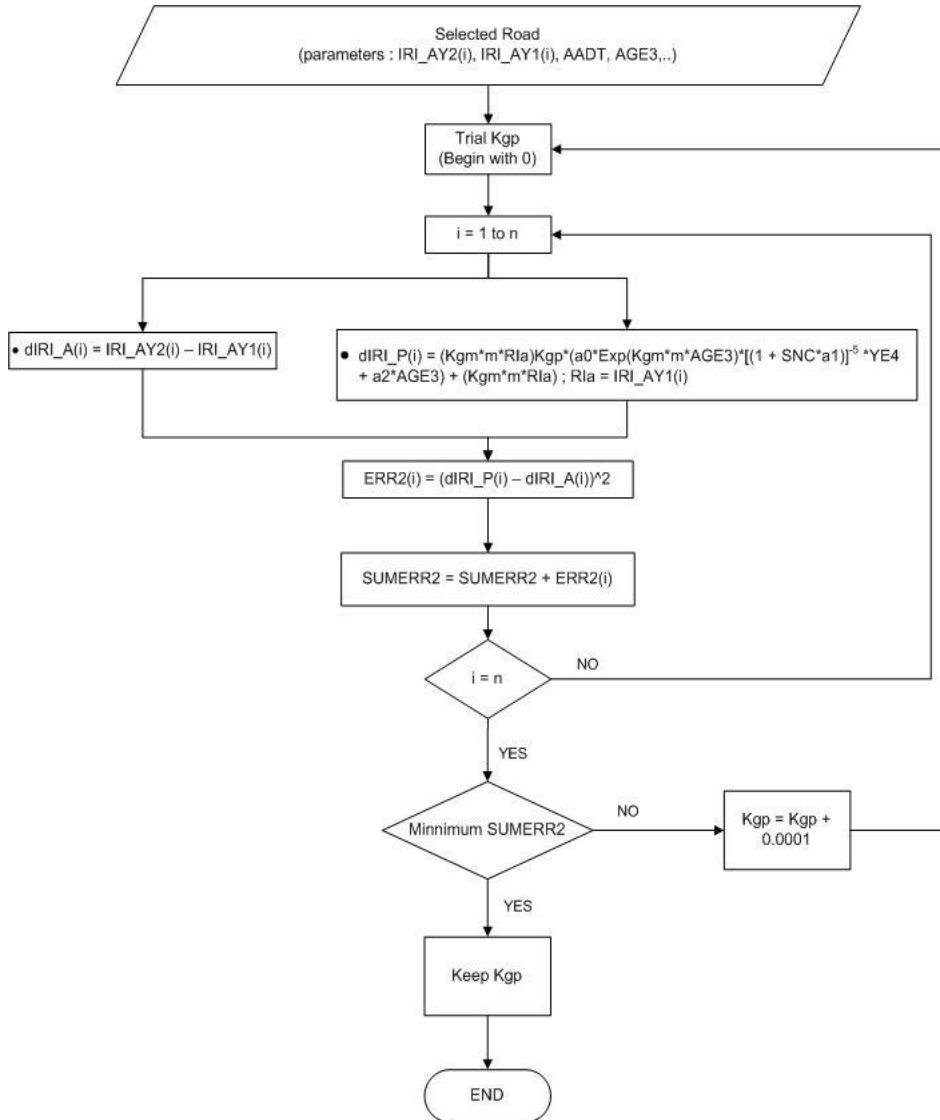 Selected Road
(parameters : IRI_AY2(i), IRI_AY1(i), AADT, AGE3,..)
Trial Kgp
(Begin with 0)
i = 1 to n
• dIRI_A(i) = IRI_AY2(i) – IRI_AY1(i)
• dIRI_P(i) = (Kgm*m*RIa)Kgp*(a0*Exp(Kgm*m*AGE3)*[(1 + SNC*a1)]⁻⁵ *YE4
+ a2*AGE3) + (Kgm*m*RIa) ; RIa = IRI_AY1(i)
ERR2(i) = (dIRI_P(i) – dIRI_A(i))^2
SUMERR2 = SUMERR2 + ERR2(i)
i = n
NO
YES
Minnimum SUMERR2
NO
Kgp = Kgp +
0.0001
YES
Keep Kgp
END